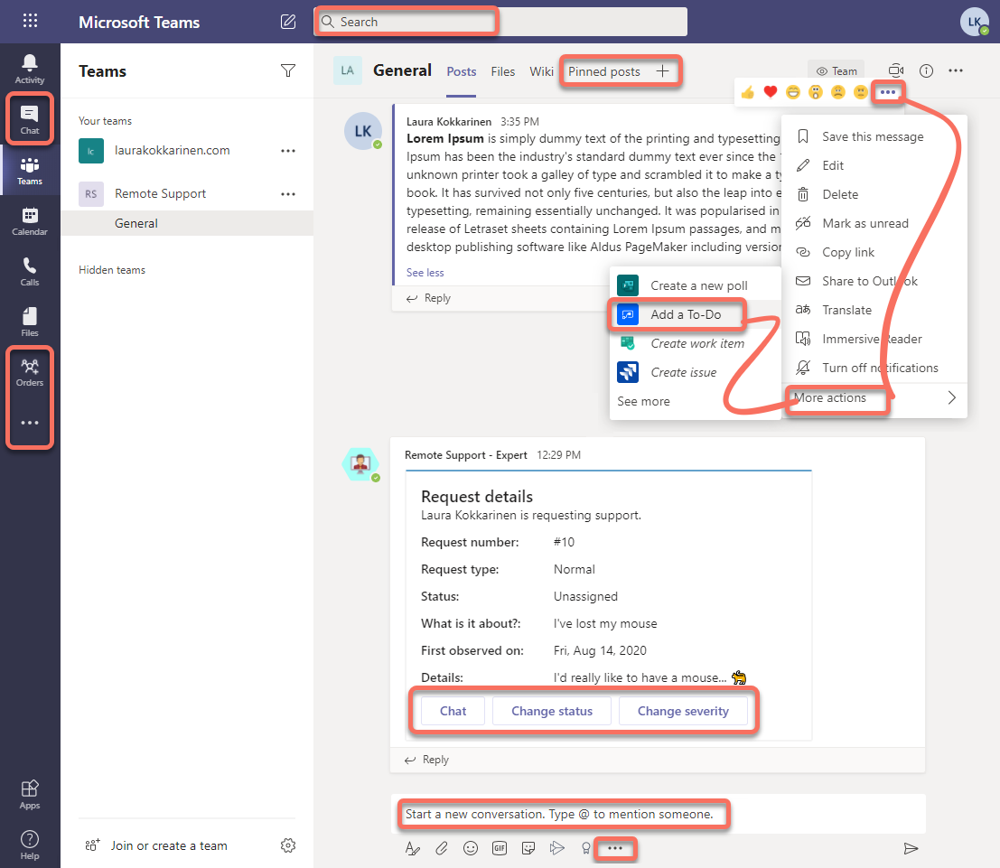 Microsoft Teams
Search
LK
Activity
Chat
Teams
Calendar
Calls
Files
Orders
Apps
Help
Teams
Your teams
lc
laurakokkarinen.com
RS
Remote Support
General
Hidden teams
Join or create a team
LA
General
Posts
Files
Wiki
Pinned posts
Team
LK
Laura Kokkarinen 3:35 PM
Lorem Ipsum is simply dummy text of the printing and typesetting
Ipsum has been the industry's standard dummy text ever since the
unknown printer took a galley of type and scrambled it to make a ty
book. It has survived not only five centuries, but also the leap into e
typesetting, remaining essentially unchanged. It was popularised in
release of Letraset sheets containing Lorem Ipsum passages, and m
desktop publishing software like Aldus PageMaker including version
See less
Reply
Save this message
Edit
Delete
Mark as unread
Copy link
Share to Outlook
Translate
Immersive Reader
Turn off notifications
More actions
Create a new poll
Add a To-Do
Create work item
Create issue
See more
Remote Support - Expert 12:29 PM
Request details
Laura Kokkarinen is requesting support.
Request number: #10
Request type: Normal
Status: Unassigned
What is it about?: I've lost my mouse
First observed on: Fri, Aug 14, 2020
Details: I'd really like to have a mouse... 🐆
Chat
Change status
Change severity
Reply
Start a new conversation. Type @ to mention someone.
GIF